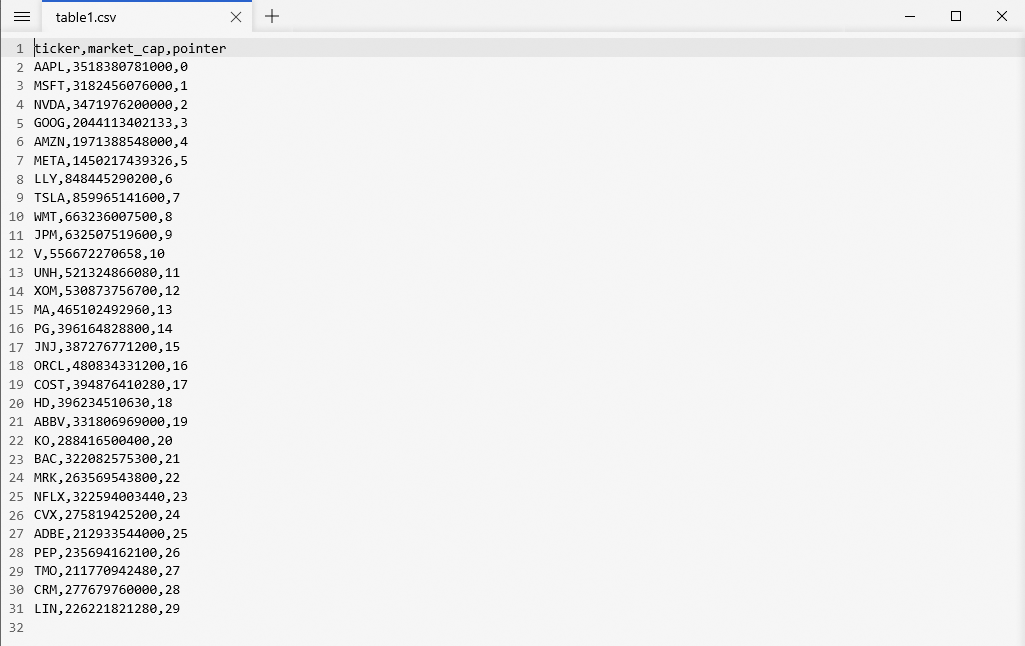 table1.csv
1 ticker,market_cap,pointer
2 AAPL,3518380781000,0
3 MSFT,3182456076000,1
4 NVDA,3471976200000,2
5 GOOG,2044113402133,3
6 AMZN,1971388548000,4
7 META,1450217439326,5
8 LLY,848445290200,6
9 TSLA,859965141600,7
10 WMT,663236007500,8
11 JPM,632507519600,9
12 V,556672270658,10
13 UNH,521324866080,11
14 XOM,530873756700,12
15 MA,465102492960,13
16 PG,396164828800,14
17 JNJ,387276771200,15
18 ORCL,480834331200,16
19 COST,394876410280,17
20 HD,396234510630,18
21 ABBV,331806969000,19
22 KO,288416500400,20
23 BAC,322082575300,21
24 MRK,263569543800,22
25 NFLX,322594003440,23
26 CVX,275819425200,24
27 ADBE,212933544000,25
28 PEP,235694162100,26
29 TMO,211770942480,27
30 CRM,277679760000,28
31 LIN,226221821280,29
32